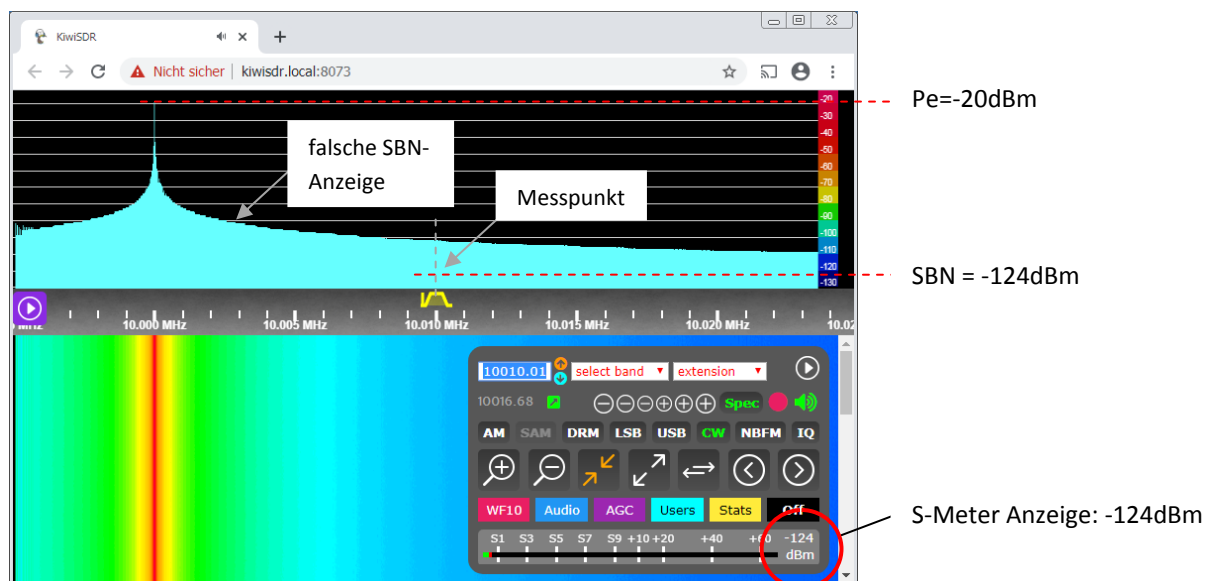 KiwiSDR
Nicht sicher | kiwisdr.local:8073
Pe=-20dBm
-20
-30
-40
-50
-60
-70
-80
-90
-100
-110
-120
-130
falsche SBN-
Anzeige
Messpunkt
SBN = -124dBm
10.000 MHz 10.005 MHz 10.010 MHz 10.015 MHz 10.020 MHz 10.02
10010.01 select band extension
10016.68 Spec
AM SAM DRM LSB USB CW NBFM IQ
WF10 Audio AGC Users Stats Off
S1 S3 S5 S7 S9 +10 +20 +40 +60 -124
dBm
S-Meter Anzeige: -124dBm